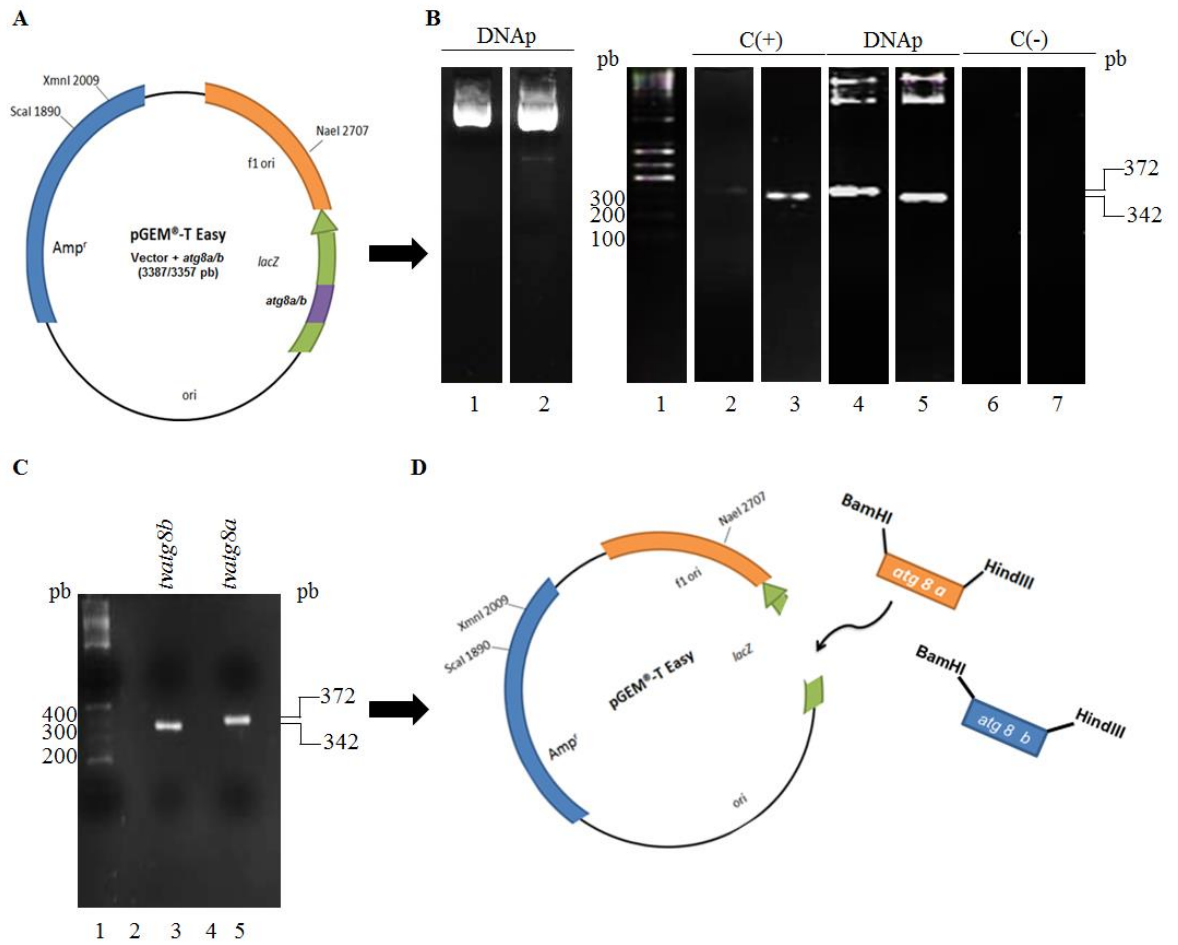 A
XmnI 2009
ScaI 1890
NaeI 2707
f1 ori
Ampʳ
pGEM®-T Easy
Vector + atg8a/b
(3387/3357 pb)
lacZ
atg8a/b
ori
B
DNAp
1 2
pb
C(+) DNAp C(-)
pb
300
200
100
372
342
1 2 3 4 5 6 7
C
tvatg8b
tvatg8a
pb
pb
400
300
200
372
342
1 2 3 4 5
D
NaeI 2707
f1 ori
XmnI 2009
ScaI 1890
lacZ
pGEM®-T Easy
Ampʳ
ori
BamHI
atg 8 a
HindIII
BamHI
atg 8 b
HindIII